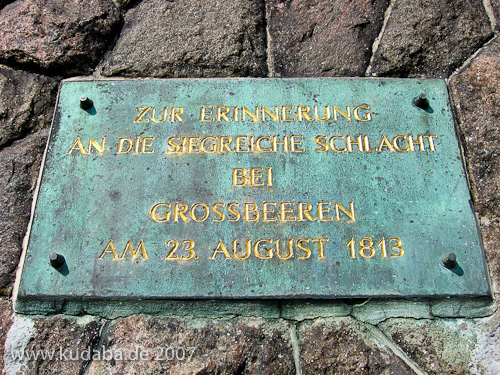 ZUR ERINNERUNG
AN DIE SIEGREICHE SCHLACHT
BEI
GROSSBEEREN
AM 23. AUGUST 1813
www.kudaba.de 2007